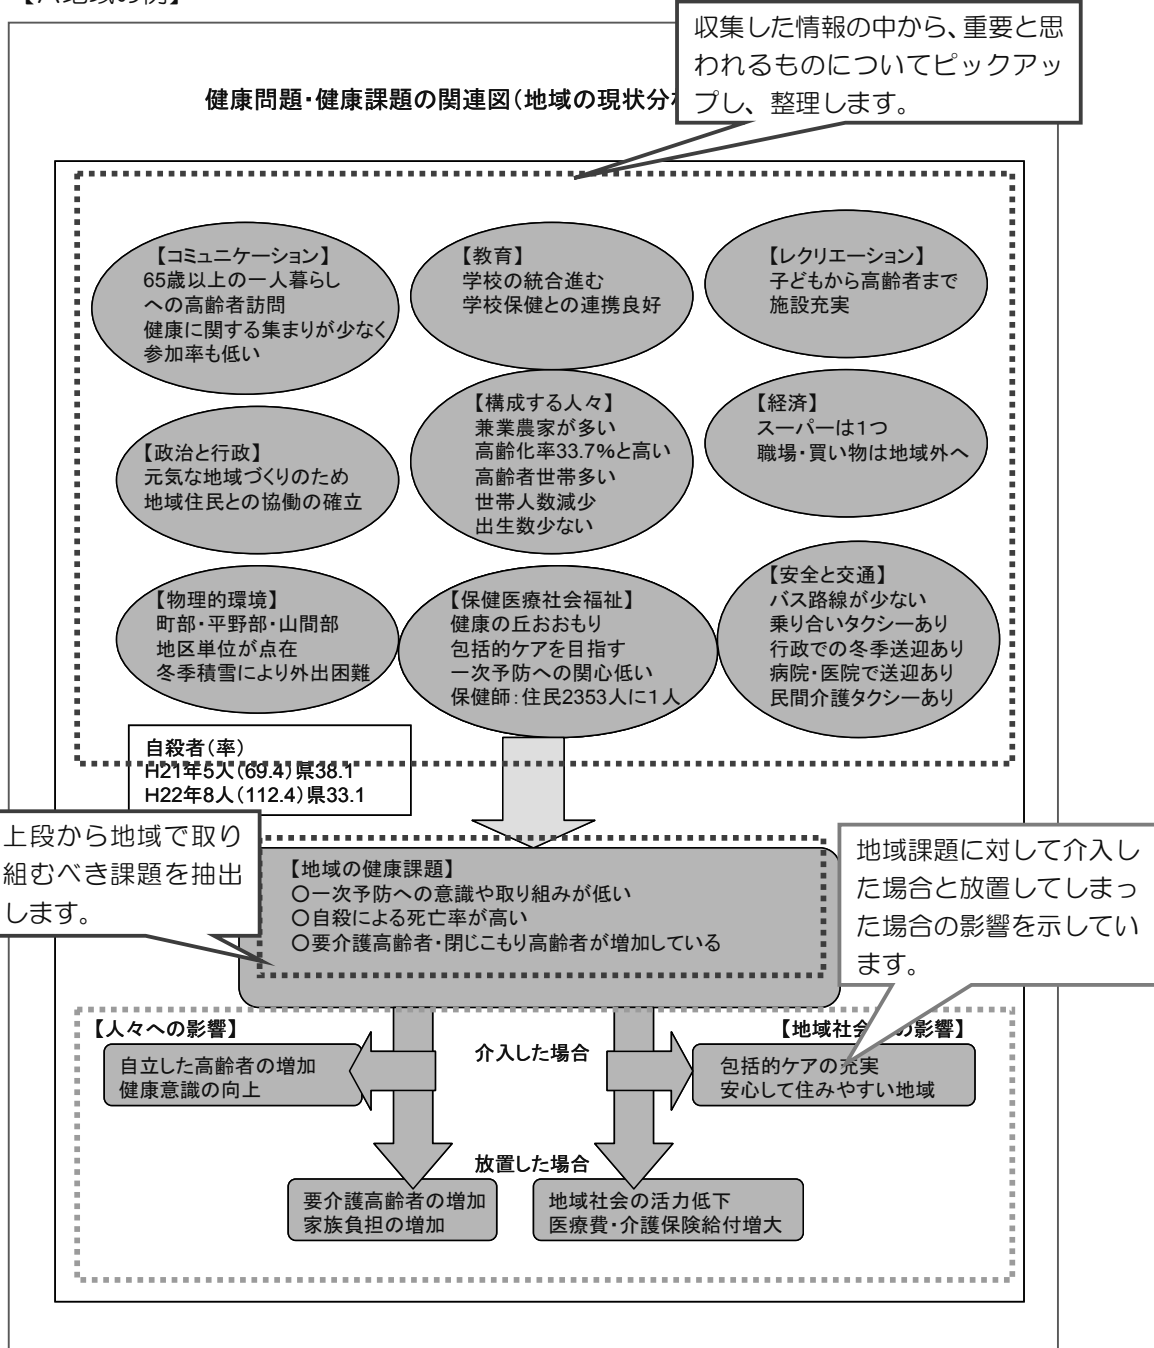 収集した情報の中から、重要と思
われるものについてピックアッ
プし、整理します。
健康問題・健康課題の関連図(地域の現状分
【コミュニケーション】
65歳以上の一人暮らし
への高齢者訪問
健康に関する集まりが少なく
参加率も低い
【教育】
学校の統合進む
学校保健との連携良好
【レクリエーション】
子どもから高齢者まで
施設充実
【政治と行政】
元気な地域づくりのため
地域住民との協働の確立
【構成する人々】
兼業農家が多い
高齢化率33.7%と高い
高齢者世帯多い
世帯人数減少
出生数少ない
【経済】
スーパーは1つ
職場・買い物は地域外へ
【物理的環境】
町部・平野部・山間部
地区単位が点在
冬季積雪により外出困難
【保健医療社会福祉】
健康の丘おおもり
包括的ケアを目指す
一次予防への関心低い
保健師:住民2353人に1人
【安全と交通】
バス路線が少ない
乗り合いタクシーあり
行政での冬季送迎あり
病院・医院で送迎あり
民間介護タクシーあり
自殺者(率)
H21年5人(69.4)県38.1
H22年8人(112.4)県33.1
上段から地域で取り
組むべき課題を抽出
します。
【地域の健康課題】
○一次予防への意識や取り組みが低い
○自殺による死亡率が高い
○要介護高齢者・閉じこもり高齢者が増加している
地域課題に対して介入し
た場合と放置してしまっ
た場合の影響を示してい
ます。
【人々への影響】
【地域社会の影響】
自立した高齢者の増加
健康意識の向上
介入した場合
包括的ケアの充実
安心して住みやすい地域
放置した場合
要介護高齢者の増加
家族負担の増加
地域社会の活力低下
医療費・介護保険給付増大